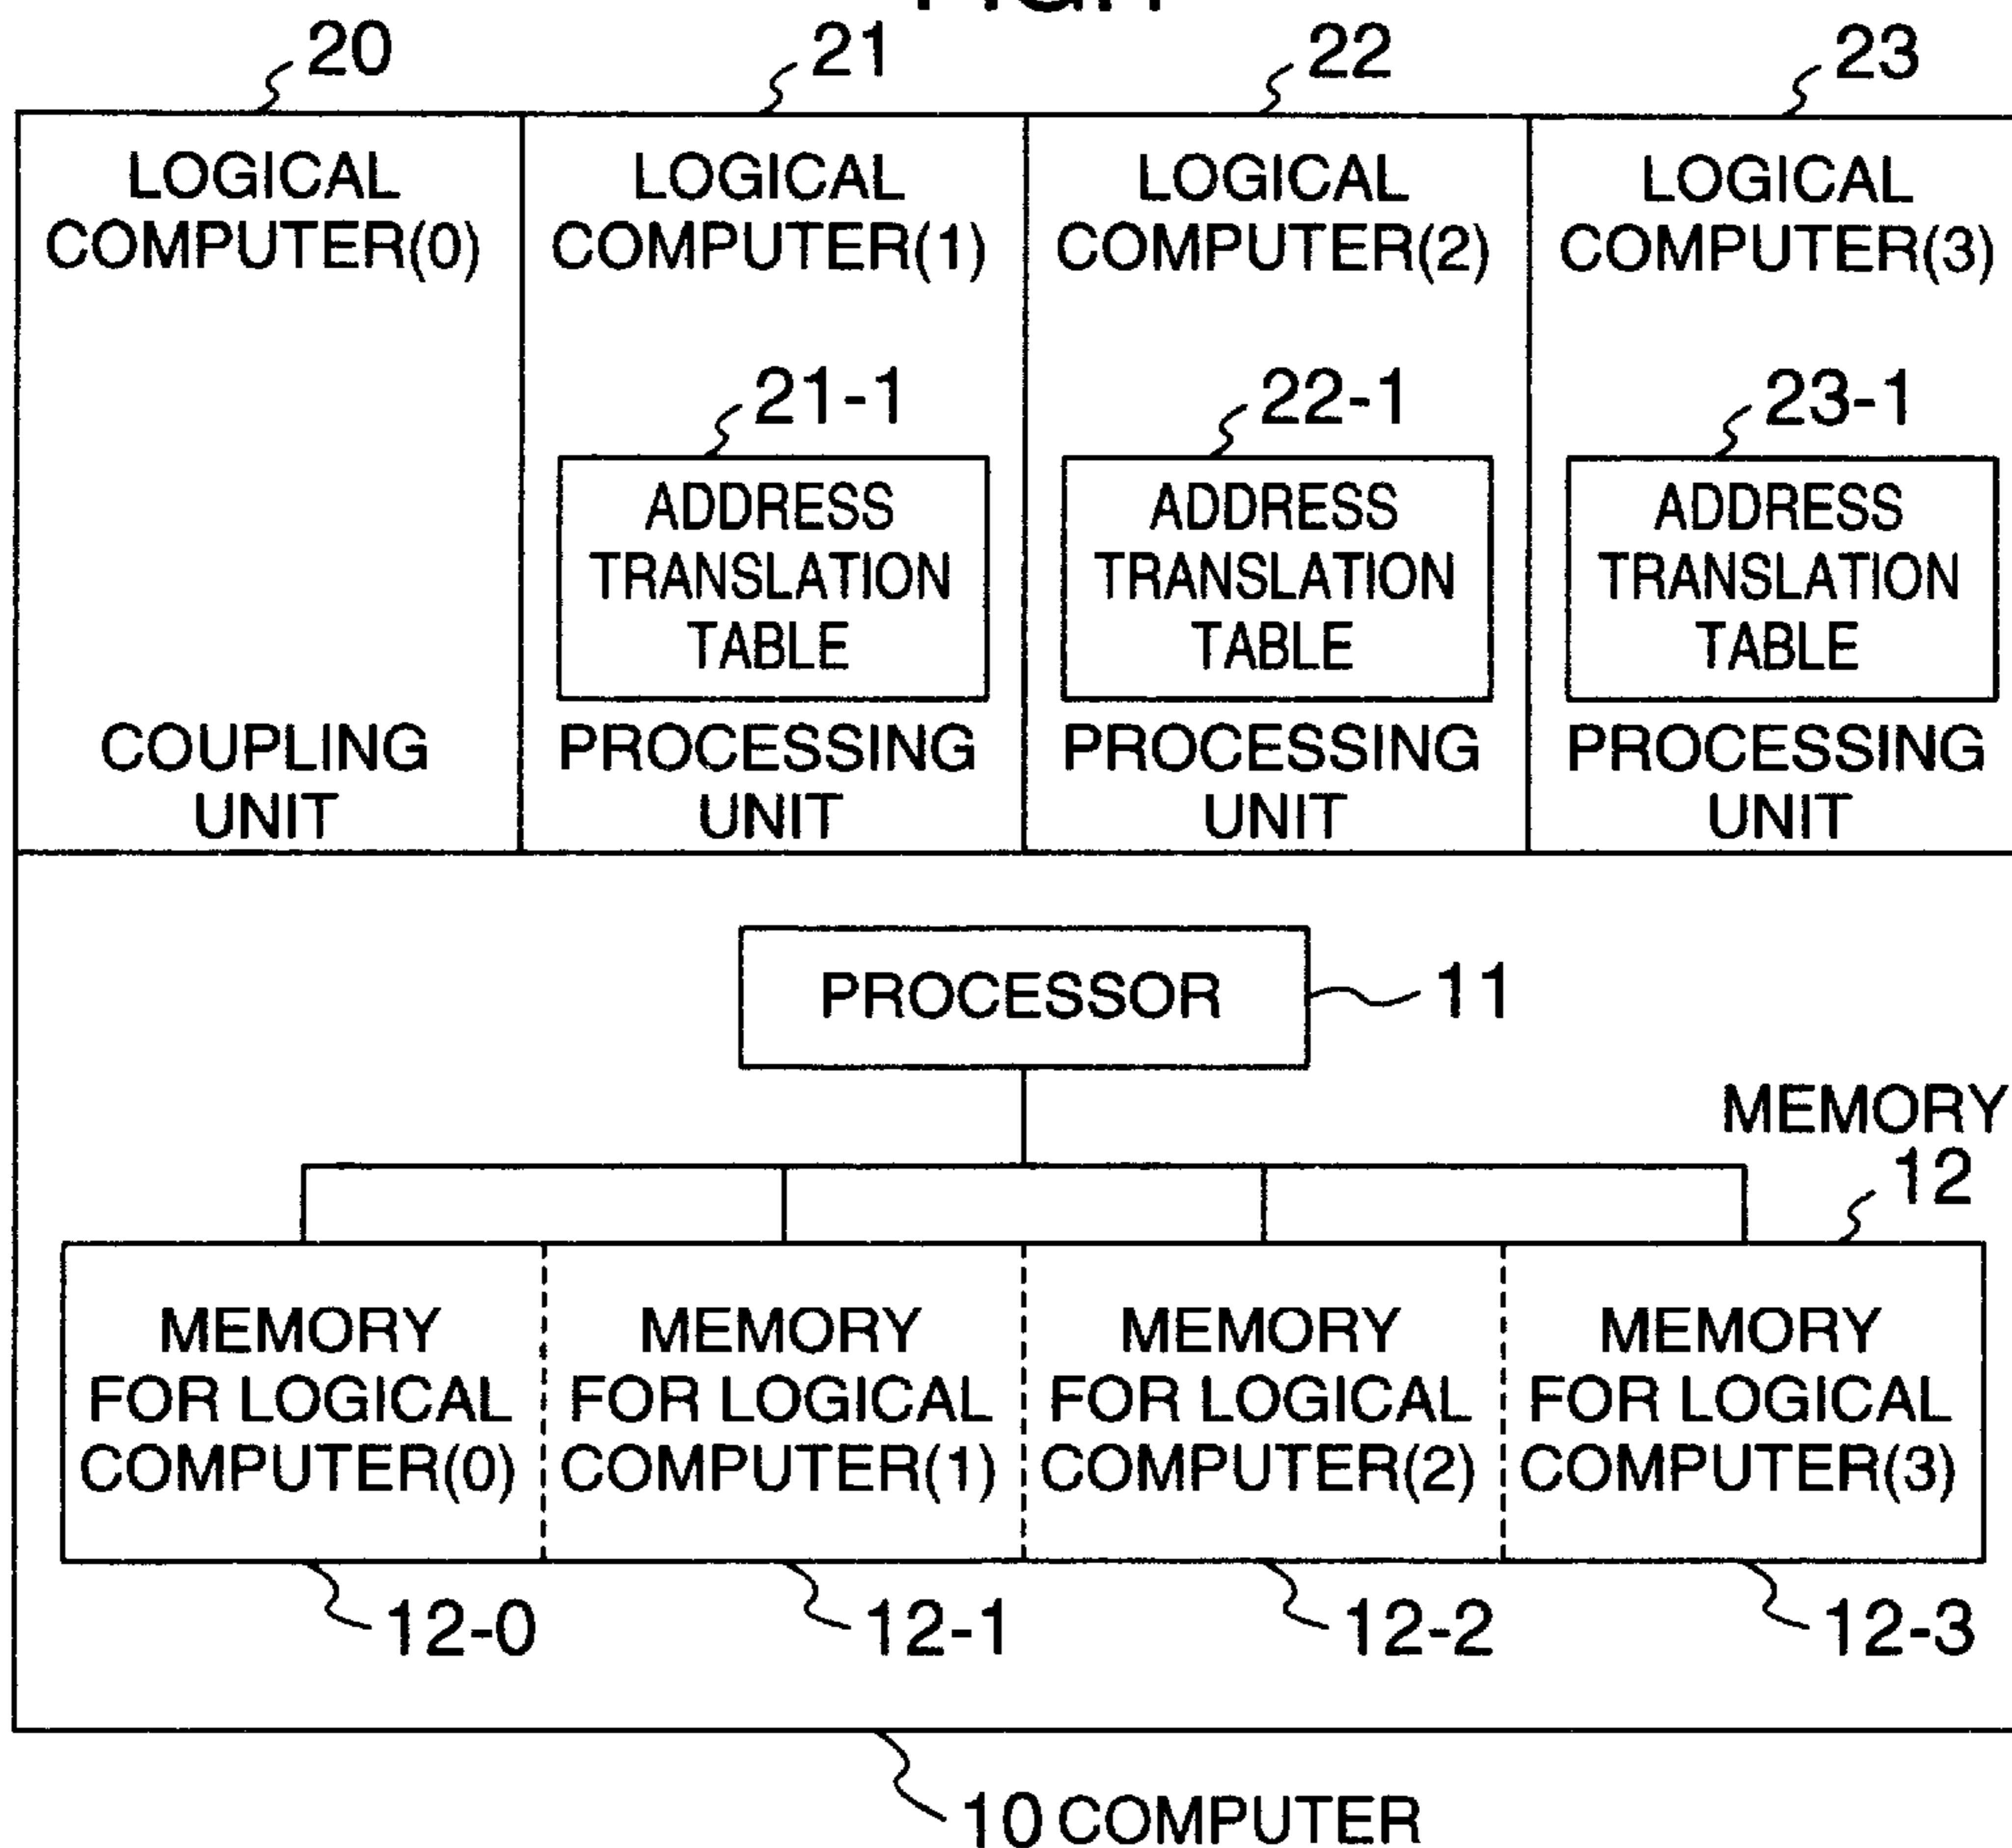 20 21 22 23
LOGICAL COMPUTER(0)
LOGICAL COMPUTER(1)
LOGICAL COMPUTER(2)
LOGICAL COMPUTER(3)
21-1 22-1 23-1
ADDRESS TRANSLATION TABLE
ADDRESS TRANSLATION TABLE
ADDRESS TRANSLATION TABLE
COUPLING UNIT
PROCESSING UNIT
PROCESSING UNIT
PROCESSING UNIT
PROCESSOR 11
MEMORY
12
MEMORY FOR LOGICAL COMPUTER(0)
MEMORY FOR LOGICAL COMPUTER(1)
MEMORY FOR LOGICAL COMPUTER(2)
MEMORY FOR LOGICAL COMPUTER(3)
12-0 12-1 12-2 12-3
10 COMPUTER